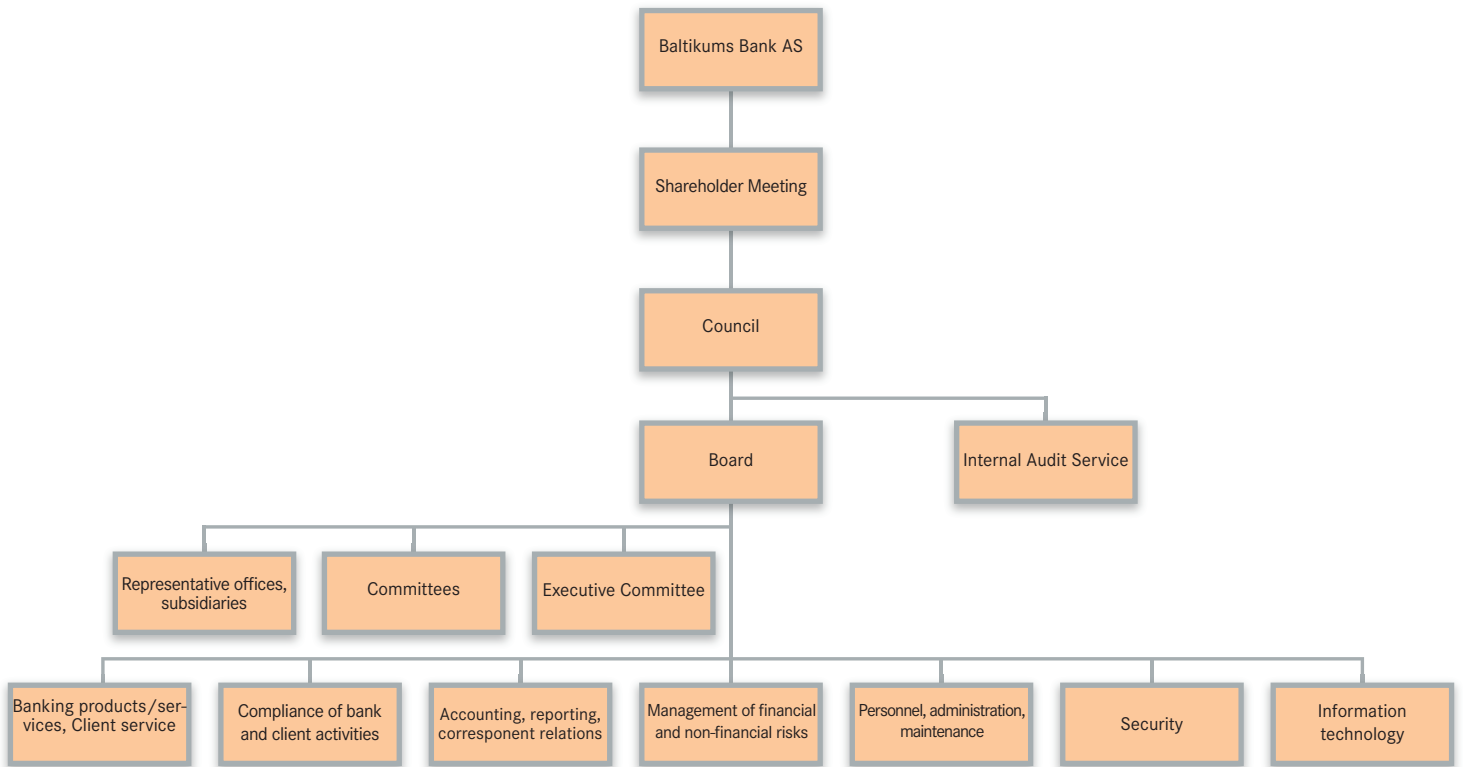 Baltikums Bank AS
Shareholder Meeting
Council
Board
Internal Audit Service
Representative offices,
subsidiaries
Committees
Executive Committee
Banking products/ser-
vices, Client service
Compliance of bank
and client activities
Accounting, reporting,
corresponent relations
Management of financial
and non-financial risks
Personnel, administration,
maintenance
Security
Information
technology